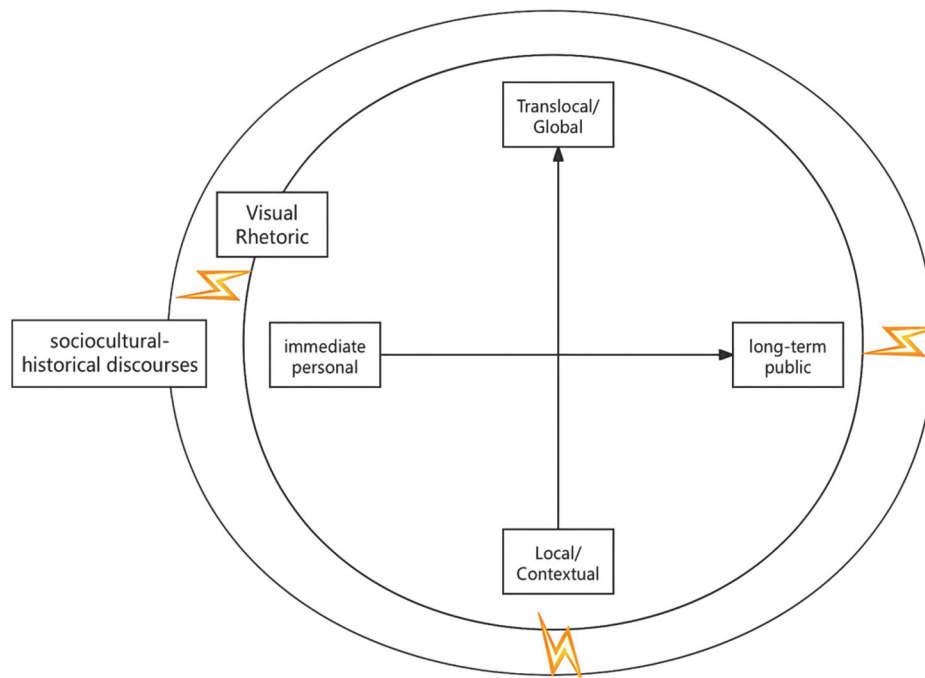 Translocal/
Global
Visual
Rhetoric
sociocultural-
historical discourses
immediate
personal
long-term
public
Local/
Contextual